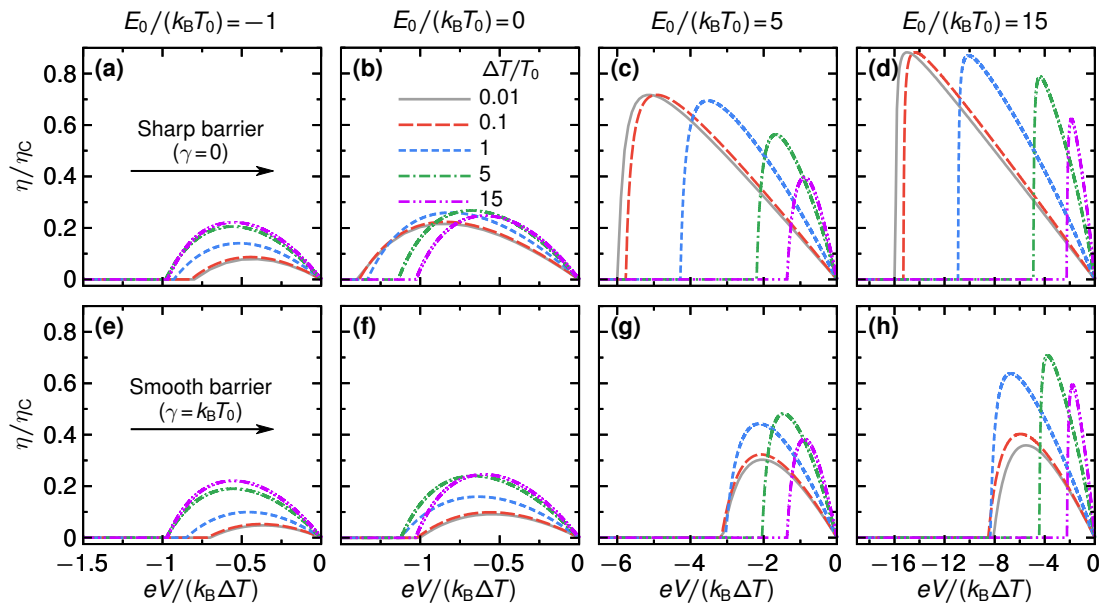 E₀/(k_BT₀)=−1
E₀/(k_BT₀)=0
E₀/(k_BT₀)=5
E₀/(k_BT₀)=15
η/η_C
0.8
0.6
0.4
0.2
0
(a)
Sharp barrier
(γ=0)
(b)
ΔT/T₀
0.01
0.1
1
5
15
(c)
(d)
η/η_C
0.8
0.6
0.4
0.2
0
(e)
Smooth barrier
(γ=k_BT₀)
(f)
(g)
(h)
−1.5 −1 −0.5 0
−1 −0.5 0
−6 −4 −2 0
−16 −12 −8 −4 0
eV/(k_BΔT)
eV/(k_BΔT)
eV/(k_BΔT)
eV/(k_BΔT)